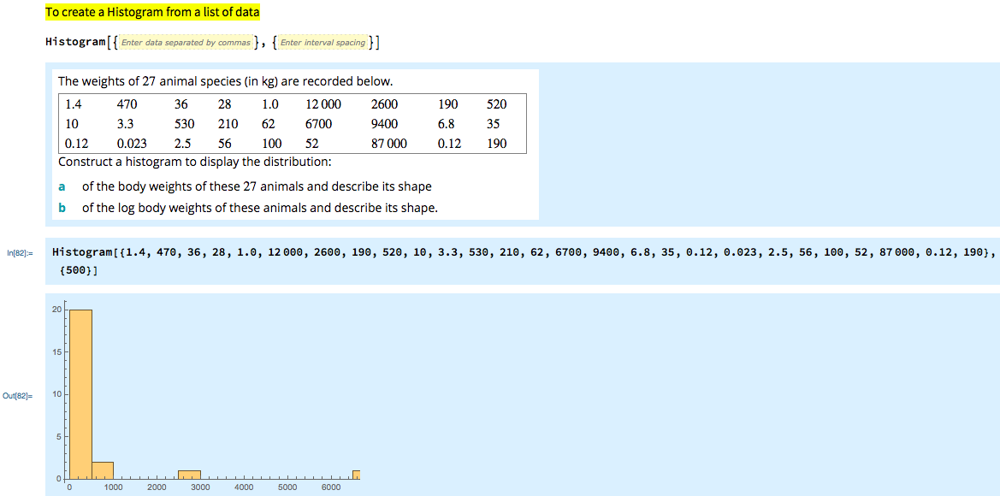 To create a Histogram from a list of data
Histogram[{Enter data separated by commas}, {Enter interval spacing}]
The weights of 27 animal species (in kg) are recorded below.
1.4 470 36 28 1.0 12 000 2600 190 520
10 3.3 530 210 62 6700 9400 6.8 35
0.12 0.023 2.5 56 100 52 87 000 0.12 190
Construct a histogram to display the distribution:
a of the body weights of these 27 animals and describe its shape
b of the log body weights of these animals and describe its shape.
In[82]:= Histogram[{1.4, 470, 36, 28, 1.0, 12 000, 2600, 190, 520, 10, 3.3, 530, 210, 62, 6700, 9400, 6.8, 35, 0.12, 0.023, 2.5, 56, 100, 52, 87 000, 0.12, 190},
{500}]
20
15
Out[82]= 10
5
0
0 1000 2000 3000 4000 5000 6000